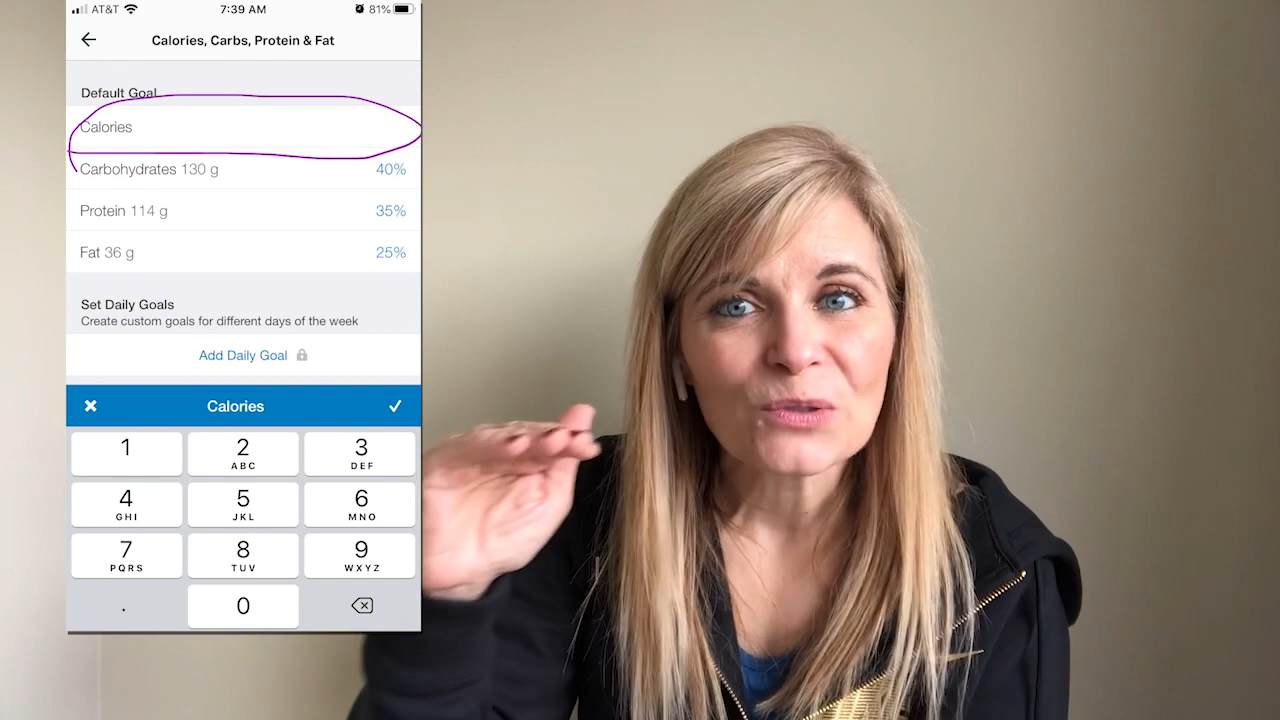 AT&T 7:39 AM 81%
Calories, Carbs, Protein & Fat
Default Goal
Calories
Carbohydrates 130 g 40%
Protein 114 g 35%
Fat 36 g 25%
Set Daily Goals
Create custom goals for different days of the week
Add Daily Goal
Calories
1 2 3
ABC DEF
4 5 6
GHI JKL MNO
7 8 9
PQRS TUV WXYZ
. 0